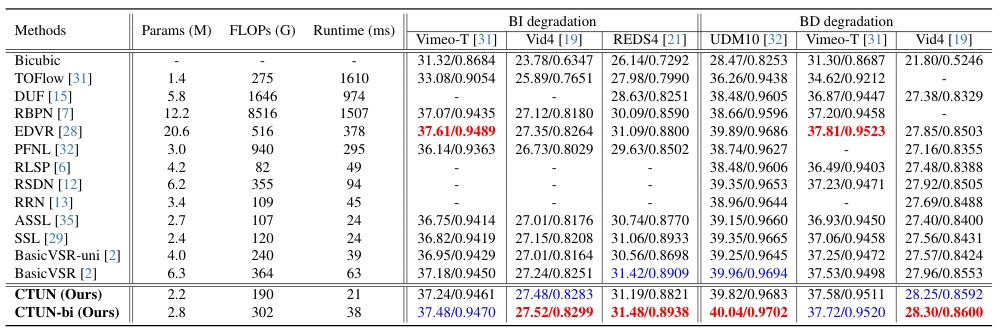 Methods Params (M) FLOPs (G) Runtime (ms) BI degradation BD degradation
Vimeo-T [31] Vid4 [19] REDS4 [21] UDM10 [32] Vimeo-T [31] Vid4 [19]
Bicubic - - - 31.32/0.8684 23.78/0.6347 26.14/0.7292 28.47/0.8253 31.30/0.8687 21.80/0.5246
TOFlow [31] 1.4 275 1610 33.08/0.9054 25.89/0.7651 27.98/0.7990 36.26/0.9438 34.62/0.9212 -
DUF [15] 5.8 1646 974 - - 28.63/0.8251 38.48/0.9605 36.87/0.9447 27.38/0.8329
RBPN [7] 12.2 8516 1507 37.07/0.9435 27.12/0.8180 30.09/0.8590 38.66/0.9596 37.20/0.9458 -
EDVR [28] 20.6 516 378 37.61/0.9489 27.35/0.8264 31.09/0.8800 39.89/0.9686 37.81/0.9523 27.85/0.8503
PFNL [32] 3.0 940 295 36.14/0.9363 26.73/0.8029 29.63/0.8502 38.74/0.9627 - 27.16/0.8355
RLSP [6] 4.2 82 49 - - - 38.48/0.9606 36.49/0.9403 27.48/0.8388
RSDN [12] 6.2 355 94 - - - 39.35/0.9653 37.23/0.9471 27.92/0.8505
RRN [13] 3.4 109 45 - - - 38.96/0.9644 - 27.69/0.8488
ASSL [35] 2.7 107 24 36.75/0.9414 27.01/0.8176 30.74/0.8770 39.15/0.9660 36.93/0.9450 27.40/0.8400
SSL [29] 2.4 120 24 36.82/0.9419 27.15/0.8208 31.06/0.8933 39.35/0.9665 37.06/0.9458 27.56/0.8431
BasicVSR-uni [2] 4.0 240 39 36.95/0.9429 27.01/0.8164 30.56/0.8698 39.25/0.9645 37.25/0.9472 27.57/0.8424
BasicVSR [2] 6.3 364 63 37.18/0.9450 27.24/0.8251 31.42/0.8909 39.96/0.9694 37.53/0.9498 27.96/0.8553
CTUN (Ours) 2.2 190 21 37.24/0.9461 27.48/0.8283 31.19/0.8821 39.82/0.9683 37.58/0.9511 28.25/0.8592
CTUN-bi (Ours) 2.8 302 38 37.48/0.9470 27.52/0.8299 31.48/0.8938 40.04/0.9702 37.72/0.9520 28.30/0.8600